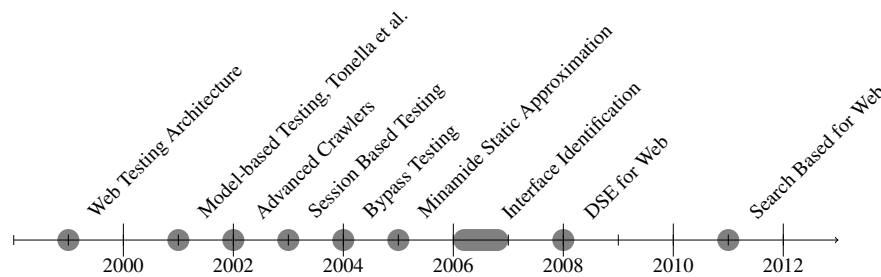 Web Testing Architecture
Model-based Testing, Tonella et al.
Advanced Crawlers
Session Based Testing
Bypass Testing
Minamide Static Approximation
Interface Identification
DSE for Web
Search Based for Web
2000
2002
2004
2006
2008
2010
2012